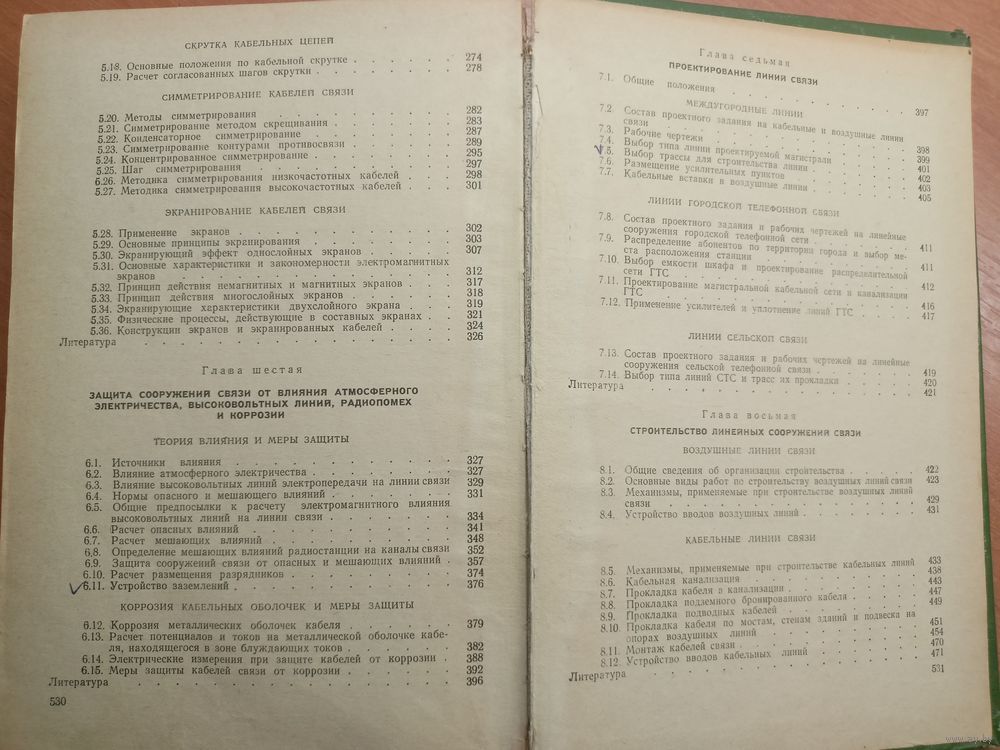 СКРУТКА КАБЕЛЬНЫХ ЦЕПЕЙ
5.18. Основные положения по кабельной скрутке . . . . . . 274
5.19. Расчет согласованных шагов скрутки . . . . . . . 278
СИММЕТРИРОВАНИЕ КАБЕЛЕЙ СВЯЗИ
5.20. Методы симметрирования . . . . . . . . . . 282
5.21. Симметрирование методом скрещивания . . . . . . 283
5.22. Конденсаторное симметрирование . . . . . . . 287
5.23. Симметрирование контурами противосвязи . . . . . 289
5.24. Концентрированное симметрирование . . . . . . 295
5.25. Шаг симметрирования . . . . . . . . . . 297
5.26. Методика симметрирования низкочастотных кабелей . . . 298
5.27. Методика симметрирования высокочастотных кабелей . . . 301
ЭКРАНИРОВАНИЕ КАБЕЛЕЙ СВЯЗИ
5.28. Применение экранов . . . . . . . . . . . 302
5.29. Основные принципы экранирования . . . . . . . 303
5.30. Экранирующий эффект однослойных экранов . . . . . 307
5.31. Основные характеристики и закономерности электромагнитных
экранов . . . . . . . . . . . . . . 312
5.32. Принцип действия немагнитных и магнитных экранов . . . 317
5.33. Принцип действия многослойных экранов . . . . . 318
5.34. Экранирующие характеристики двухслойного экрана . . . 319
5.35. Физические процессы, действующие в составных экранах . . 321
5.36. Конструкции экранов и экранированных кабелей . . . . 324
Литература . . . . . . . . . . . . . . 326
Глава шестая
ЗАЩИТА СООРУЖЕНИЙ СВЯЗИ ОТ ВЛИЯНИЯ АТМОСФЕРНОГО
ЭЛЕКТРИЧЕСТВА, ВЫСОКОВОЛЬТНЫХ ЛИНИЙ, РАДИОПОМЕХ
И КОРРОЗИИ
ТЕОРИЯ ВЛИЯНИЯ И МЕРЫ ЗАЩИТЫ
6.1. Источники влияния . . . . . . . . . . . 327
6.2. Влияние атмосферного электричества . . . . . . . 327
6.3. Влияние высоковольтных линий электропередачи на линии связи 329
6.4. Нормы опасного и мешающего влияний . . . . . . 331
6.5. Общие предпосылки к расчету электромагнитного влияния
высоковольтных линий на линии связи . . . . . . 334
6.6. Расчет опасных влияний . . . . . . . . . . 341
6.7. Расчет мешающих влияний . . . . . . . . . 348
6.8. Определение мешающих влияний радиостанции на каналы связи 352
6.9. Защита сооружений связи от опасных и мешающих влияний . 357
6.10. Расчет размещения разрядников . . . . . . . . 374
6.11. Устройство заземлений . . . . . . . . . . 376
КОРРОЗИЯ КАБЕЛЬНЫХ ОБОЛОЧЕК И МЕРЫ ЗАЩИТЫ
6.12. Коррозия металлических оболочек кабеля . . . . . . 379
6.13. Расчет потенциалов и токов на металлической оболочке кабе-
ля, находящегося в зоне блуждающих токов . . . . . 382
6.14. Электрические измерения при защите кабелей от коррозии . 388
6.15. Меры защиты кабелей связи от коррозии . . . . . . 392
Литература . . . . . . . . . . . . . . 396
530
Глава седьмая
ПРОЕКТИРОВАНИЕ ЛИНИИ СВЯЗИ
7.1. Общие положения . . . . . . . . . . . 397
МЕЖДУГОРОДНЫЕ ЛИНИИ
7.2. Состав проектного задания на кабельные и воздушные линии
связи . . . . . . . . . . . . . . 398
7.3. Рабочие чертежи . . . . . . . . . . . 399
7.4. Выбор типа линии проектируемой магистрали . . . . . 401
7.5. Выбор трассы для строительства линии . . . . . . 402
7.6. Размещение усилительных пунктов . . . . . . . 403
7.7. Кабельные вставки в воздушные линии . . . . . . 405
ЛИНИИ ГОРОДСКОЙ ТЕЛЕФОННОЙ СВЯЗИ
7.8. Состав проектного задания и рабочих чертежей на линейные
сооружения городской телефонной сети . . . . . . 411
7.9. Распределение абонентов по территории города и выбор ме-
ста расположения станции . . . . . . . . . 411
7.10. Выбор емкости шкафа и проектирование распределительной
сети ГТС . . . . . . . . . . . . . 412
7.11. Проектирование магистральной кабельной сети и канализации
ГТС . . . . . . . . . . . . . . 416
7.12. Применение усилителей и уплотнение линий ГТС . . . . 417
ЛИНИИ СЕЛЬСКОЙ СВЯЗИ
7.13. Состав проектного задания и рабочих чертежей на линейные
сооружения сельской телефонной связи . . . . . . 419
7.14. Выбор типа линий СТС и трасс их прокладки . . . . . 420
Литература . . . . . . . . . . . . . . 421
Глава восьмая
СТРОИТЕЛЬСТВО ЛИНЕЙНЫХ СООРУЖЕНИЙ СВЯЗИ
ВОЗДУШНЫЕ ЛИНИИ СВЯЗИ
8.1. Общие сведения об организации строительства . . . . 422
8.2. Основные виды работ по строительству воздушных линий связи 423
8.3. Механизмы, применяемые при строительстве воздушных линий
связи . . . . . . . . . . . . . . 429
8.4. Устройство вводов воздушных линий . . . . . . . 431
КАБЕЛЬНЫЕ ЛИНИИ СВЯЗИ
8.5. Механизмы, применяемые при строительстве кабельных линий 433
8.6. Кабельная канализация . . . . . . . . . . 438
8.7. Прокладка кабеля в канализации . . . . . . . . 443
8.8. Прокладка подземного бронированного кабеля . . . . 447
8.9. Прокладка подводных кабелей . . . . . . . . 449
8.10. Прокладка кабеля по мостам, стенам зданий и подвеска на
опорах воздушных линий . . . . . . . . . . 451
8.11. Монтаж кабелей связи . . . . . . . . . . 454
8.12. Устройство вводов кабельных линий . . . . . . . 470
Литература . . . . . . . . . . . . . . 471
531